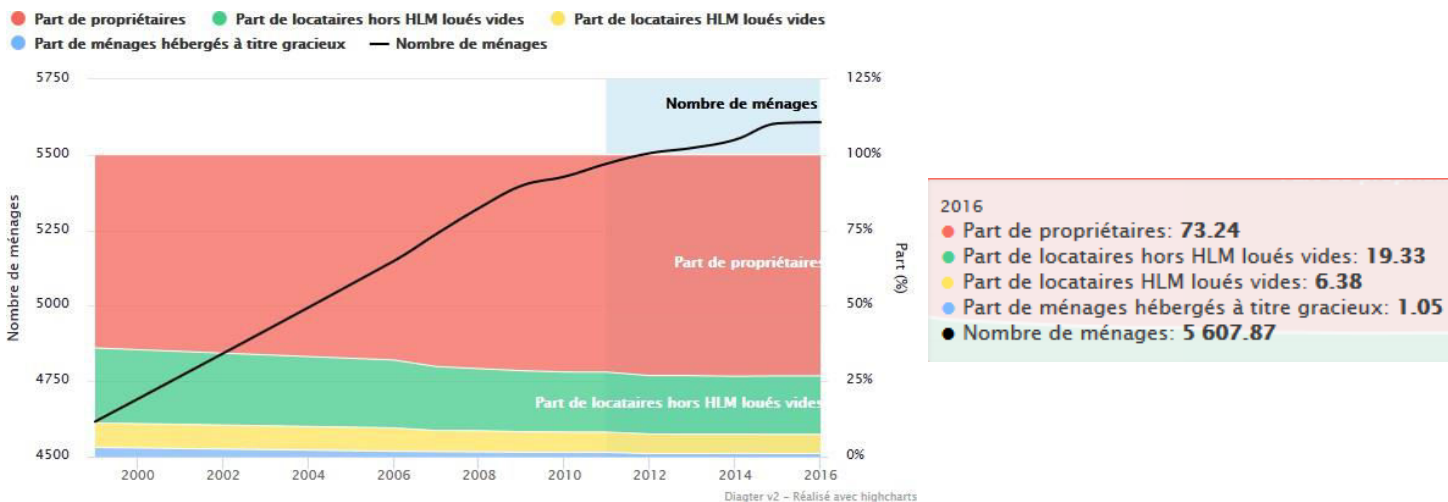 Part de propriétaires Part de locataires hors HLM loués vides Part de locataires HLM loués vides
Part de ménages hébergés à titre gracieux Nombre de ménages
5750 125%
Nombre de ménages
5500 100%
5250 75%
Part de propriétaires
5000 50%
4750 25%
Part de locataires hors HLM loués vides
4500 0%
Nombre de ménages
Part (%)
2000 2002 2004 2006 2008 2010 2012 2014 2016
Diagter v2 – Réalisé avec highcharts
2016
Part de propriétaires: 73.24
Part de locataires hors HLM loués vides: 19.33
Part de locataires HLM loués vides: 6.38
Part de ménages hébergés à titre gracieux: 1.05
Nombre de ménages: 5 607.87